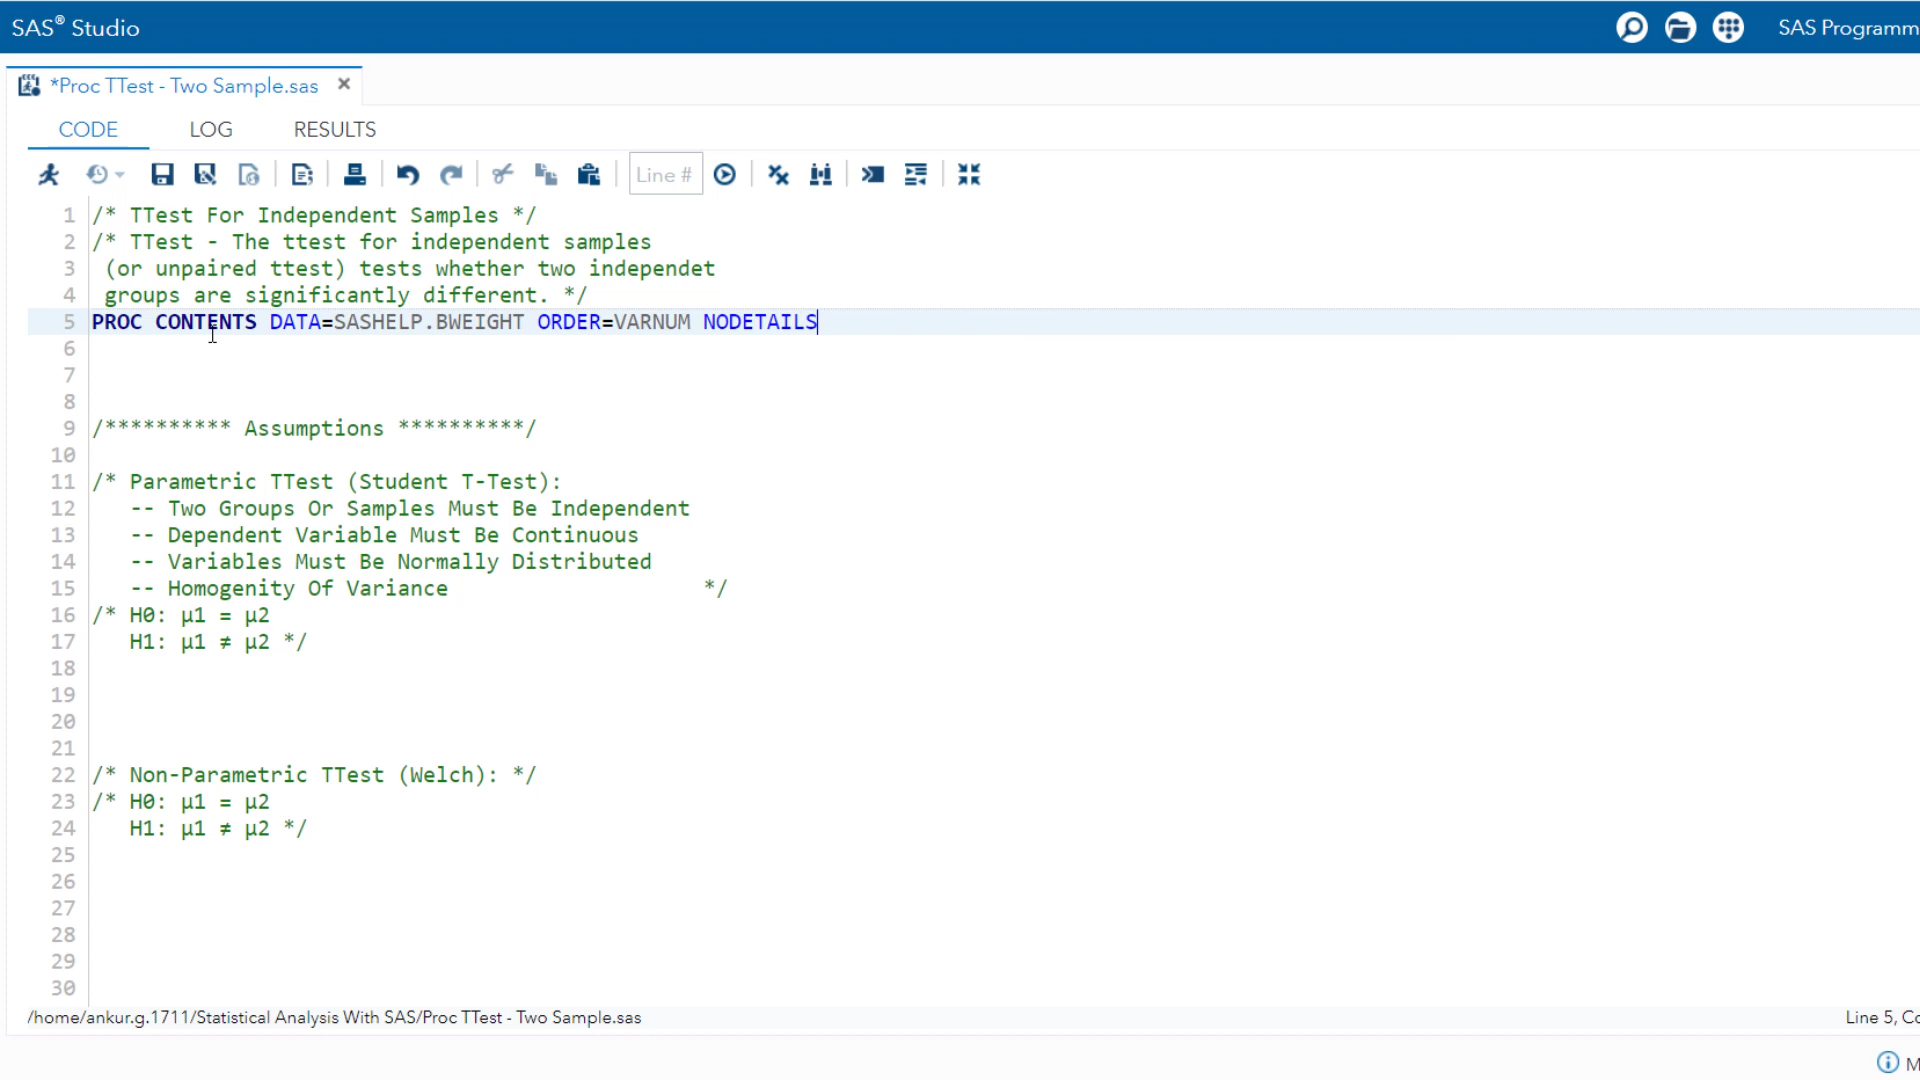 SAS® Studio
SAS Programm
*Proc TTest - Two Sample.sas
CODE LOG RESULTS
Line #
1 /* TTest For Independent Samples */
2 /* TTest - The ttest for independent samples
3 (or unpaired ttest) tests whether two independet
4 groups are significantly different. */
5 PROC CONTENTS DATA=SASHELP.BWEIGHT ORDER=VARNUM NODETAILS
6
7
8
9 /********** Assumptions **********/
10
11 /* Parametric TTest (Student T-Test):
12 -- Two Groups Or Samples Must Be Independent
13 -- Dependent Variable Must Be Continuous
14 -- Variables Must Be Normally Distributed
15 -- Homogenity Of Variance */
16 /* H0: µ1 = µ2
17 H1: µ1 ≠ µ2 */
18
19
20
21
22 /* Non-Parametric TTest (Welch): */
23 /* H0: µ1 = µ2
24 H1: µ1 ≠ µ2 */
25
26
27
28
29
30
/home/ankur.g.1711/Statistical Analysis With SAS/Proc TTest - Two Sample.sas
Line 5, Co
M